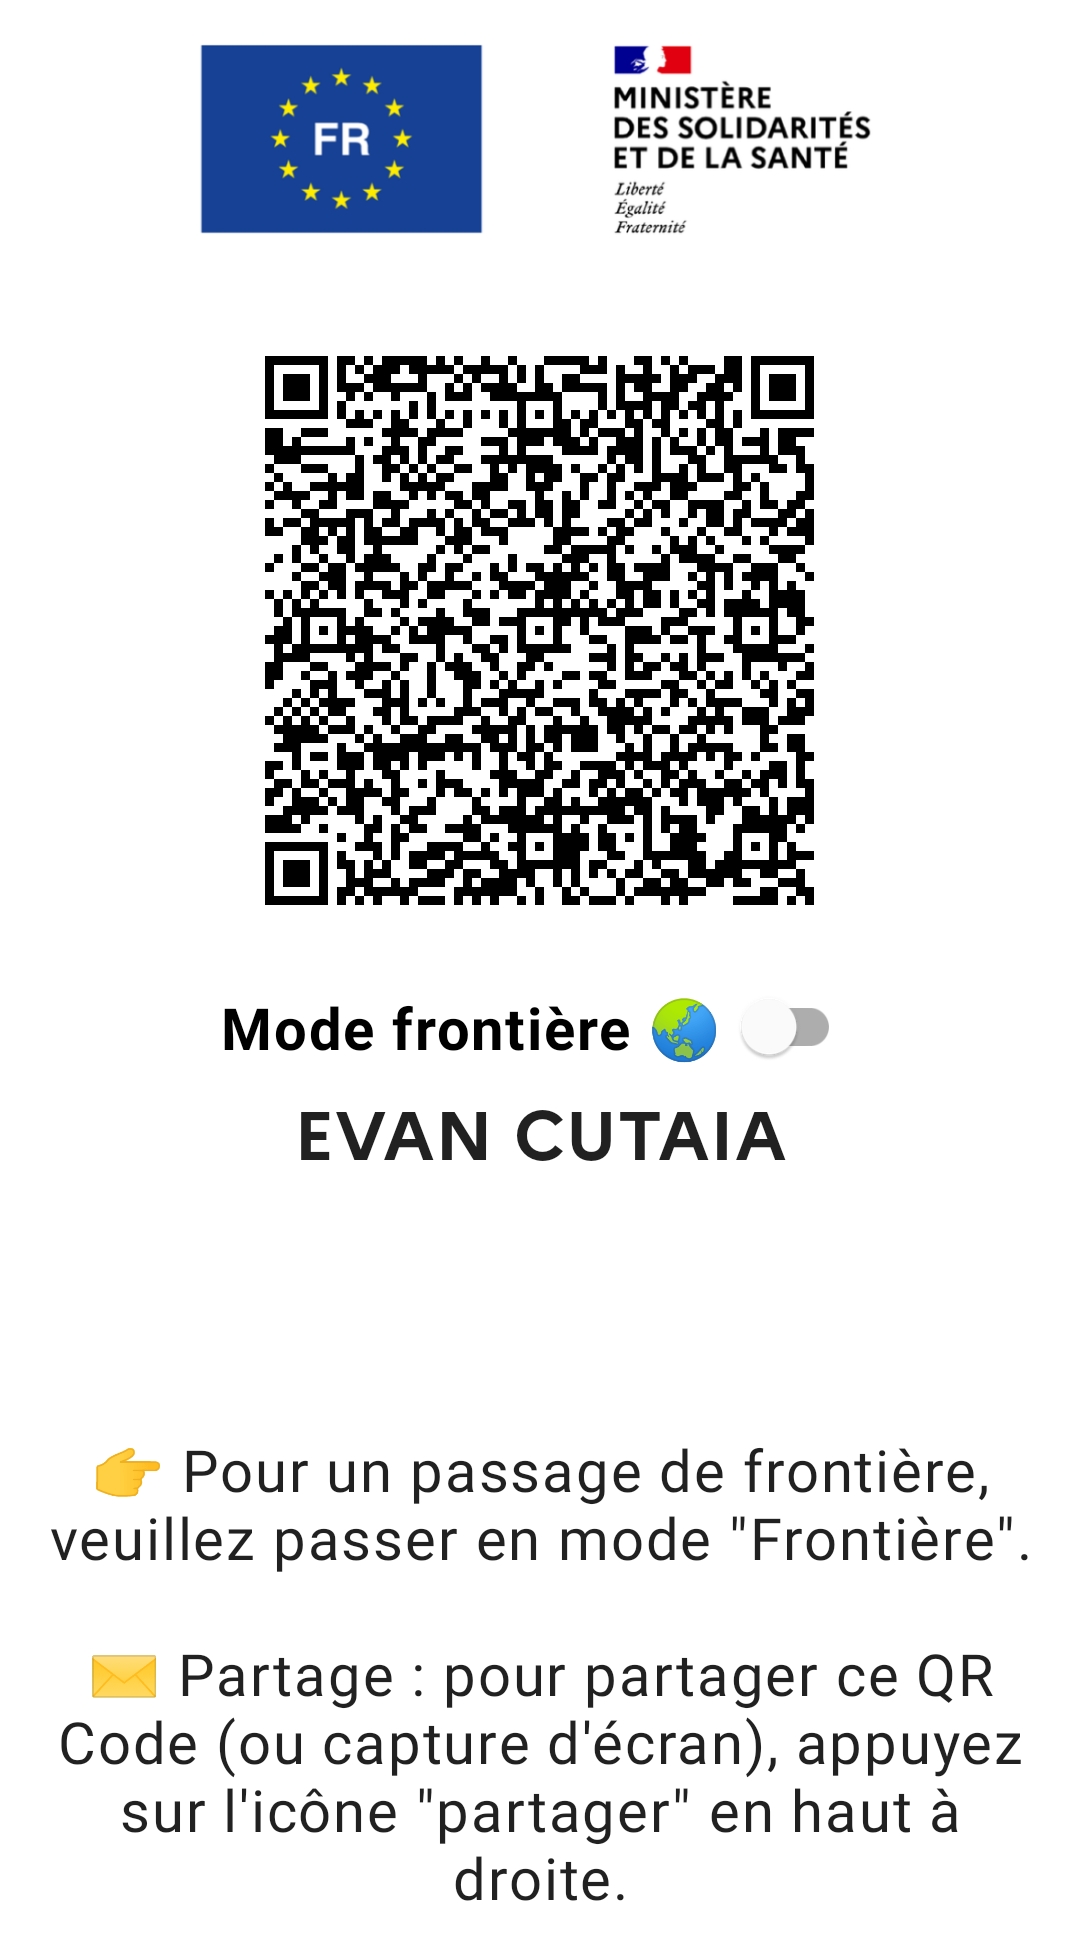 FR
MINISTÈRE
DES SOLIDARITÉS
ET DE LA SANTÉ
Liberté
Égalité
Fraternité
Mode frontière
EVAN CUTAIA
👉 Pour un passage de frontière,
veuillez passer en mode "Frontière".
✉️ Partage : pour partager ce QR
Code (ou capture d'écran), appuyez
sur l'icône "partager" en haut à
droite.